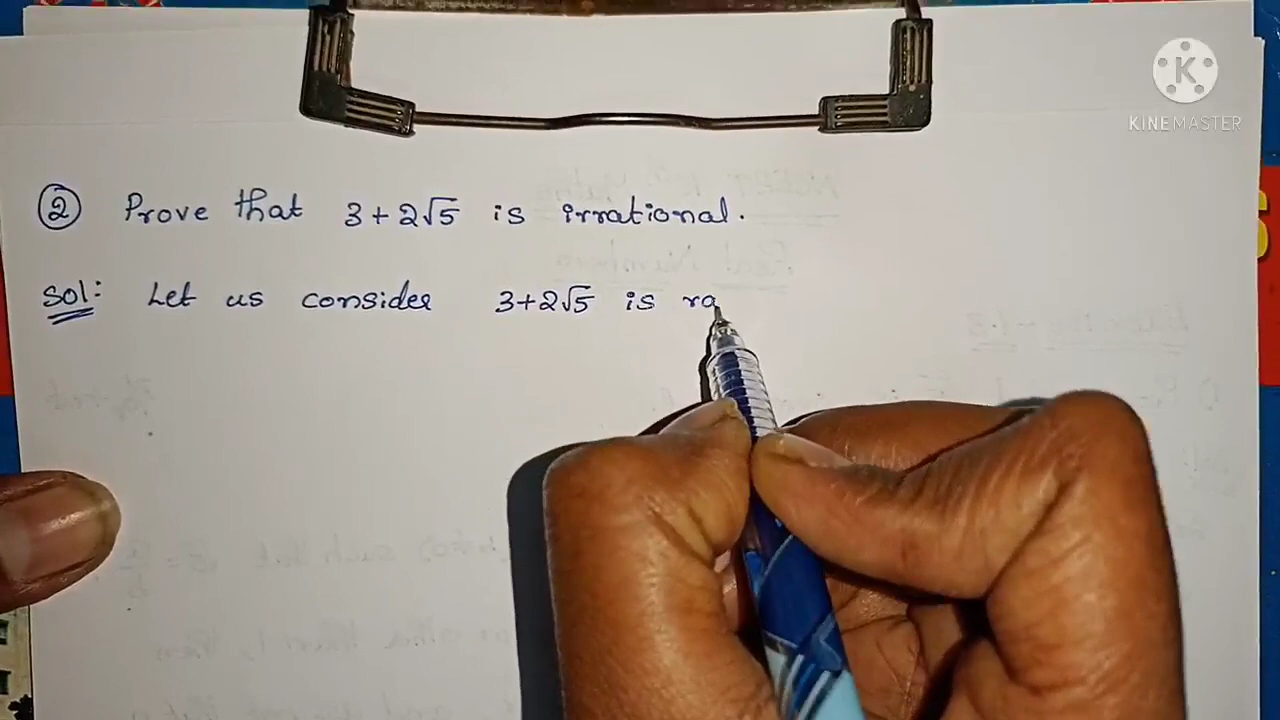 K
KINEMASTER
② Prove that 3+2√5 is irrational.
Sol: Let us consider 3+2√5 is ra